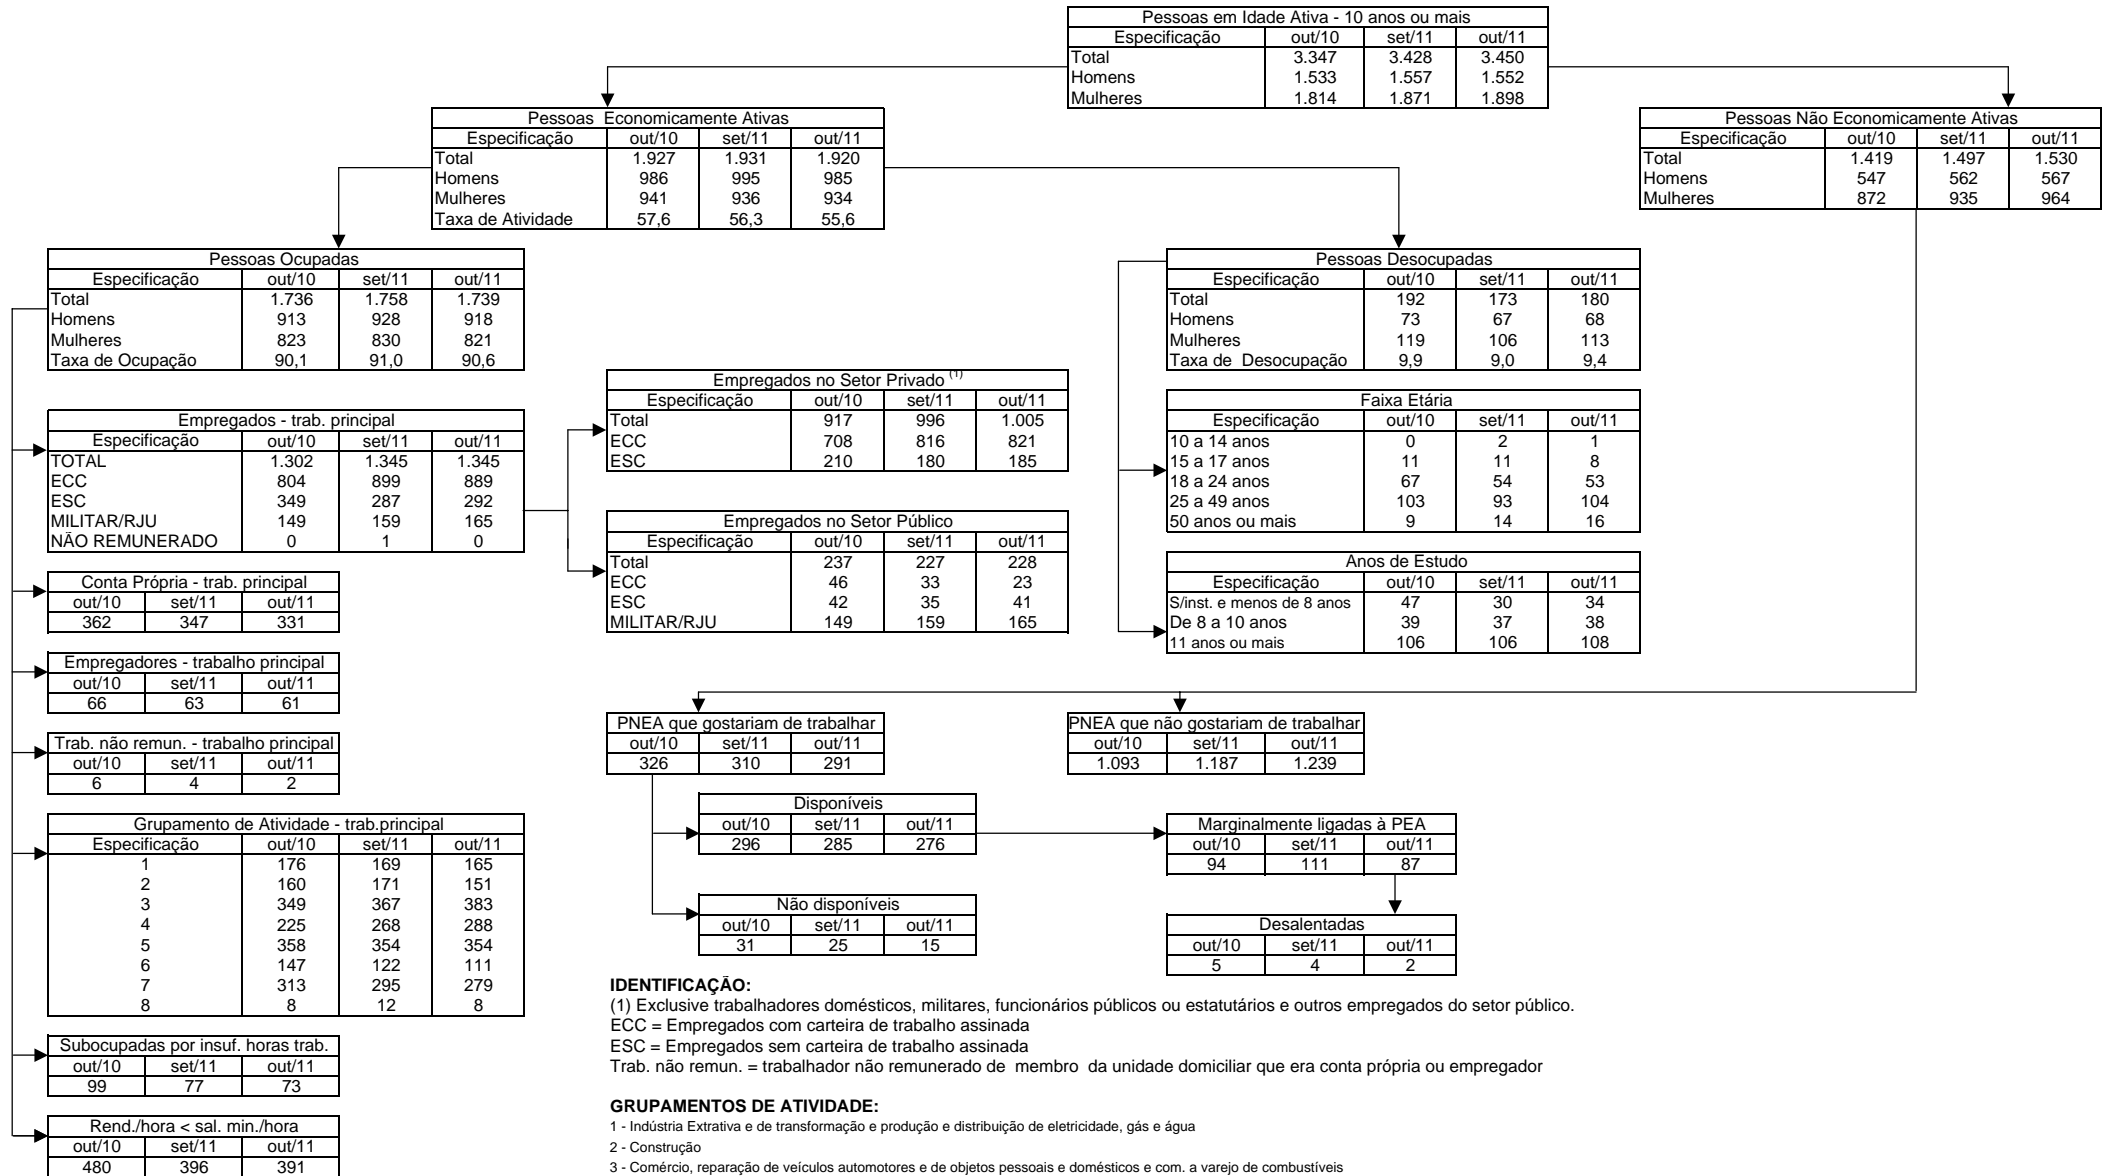 Pessoas em Idade Ativa - 10 anos ou mais
Especificação out/10 set/11 out/11
Total 3.347 3.428 3.450
Homens 1.533 1.557 1.552
Mulheres 1.814 1.871 1.898
Pessoas Economicamente Ativas
Especificação out/10 set/11 out/11
Total 1.927 1.931 1.920
Homens 986 995 985
Mulheres 941 936 934
Taxa de Atividade 57,6 56,3 55,6
Pessoas Não Economicamente Ativas
Especificação out/10 set/11 out/11
Total 1.419 1.497 1.530
Homens 547 562 567
Mulheres 872 935 964
Pessoas Ocupadas
Especificação out/10 set/11 out/11
Total 1.736 1.758 1.739
Homens 913 928 918
Mulheres 823 830 821
Taxa de Ocupação 90,1 91,0 90,6
Pessoas Desocupadas
Especificação out/10 set/11 out/11
Total 192 173 180
Homens 73 67 68
Mulheres 119 106 113
Taxa de Desocupação 9,9 9,0 9,4
Empregados - trab. principal
Especificação out/10 set/11 out/11
TOTAL 1.302 1.345 1.345
ECC 804 899 889
ESC 349 287 292
MILITAR/RJU 149 159 165
NÃO REMUNERADO 0 1 0
Empregados no Setor Privado (1)
Especificação out/10 set/11 out/11
Total 917 996 1.005
ECC 708 816 821
ESC 210 180 185
Faixa Etária
Especificação out/10 set/11 out/11
10 a 14 anos 0 2 1
15 a 17 anos 11 11 8
18 a 24 anos 67 54 53
25 a 49 anos 103 93 104
50 anos ou mais 9 14 16
Empregados no Setor Público
Especificação out/10 set/11 out/11
Total 237 227 228
ECC 46 33 23
ESC 42 35 41
MILITAR/RJU 149 159 165
Anos de Estudo
Especificação out/10 set/11 out/11
S/inst. e menos de 8 anos 47 30 34
De 8 a 10 anos 39 37 38
11 anos ou mais 106 106 108
Conta Própria - trab. principal
out/10 set/11 out/11
362 347 331
Empregadores - trabalho principal
out/10 set/11 out/11
66 63 61
Trab. não remun. - trabalho principal
out/10 set/11 out/11
6 4 2
PNEA que gostariam de trabalhar
out/10 set/11 out/11
326 310 291
PNEA que não gostariam de trabalhar
out/10 set/11 out/11
1.093 1.187 1.239
Disponíveis
out/10 set/11 out/11
296 285 276
Marginalmente ligadas à PEA
out/10 set/11 out/11
94 111 87
Não disponíveis
out/10 set/11 out/11
31 25 15
Desalentadas
out/10 set/11 out/11
5 4 2
Grupamento de Atividade - trab.principal
Especificação out/10 set/11 out/11
1 176 169 165
2 160 171 151
3 349 367 383
4 225 268 288
5 358 354 354
6 147 122 111
7 313 295 279
8 8 12 8
Subocupadas por insuf. horas trab.
out/10 set/11 out/11
99 77 73
Rend./hora < sal. min./hora
out/10 set/11 out/11
480 396 391
IDENTIFICAÇÃO:
(1) Exclusive trabalhadores domésticos, militares, funcionários públicos ou estatutários e outros empregados do setor público.
ECC = Empregados com carteira de trabalho assinada
ESC = Empregados sem carteira de trabalho assinada
Trab. não remun. = trabalhador não remunerado de membro da unidade domiciliar que era conta própria ou empregador
GRUPAMENTOS DE ATIVIDADE:
1 - Indústria Extrativa e de transformação e produção e distribuição de eletricidade, gás e água
2 - Construção
3 - Comércio, reparação de veículos automotores e de objetos pessoais e domésticos e com. a varejo de combustíveis